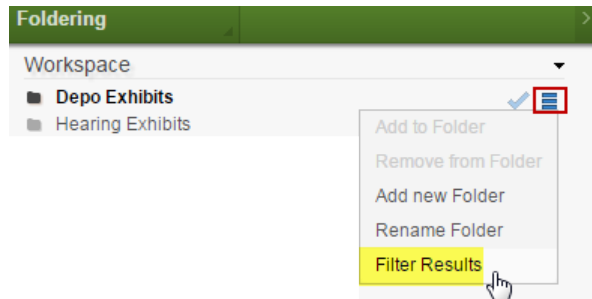 Foldering
Workspace
Depo Exhibits
Hearing Exhibits
Add to Folder
Remove from Folder
Add new Folder
Rename Folder
Filter Results